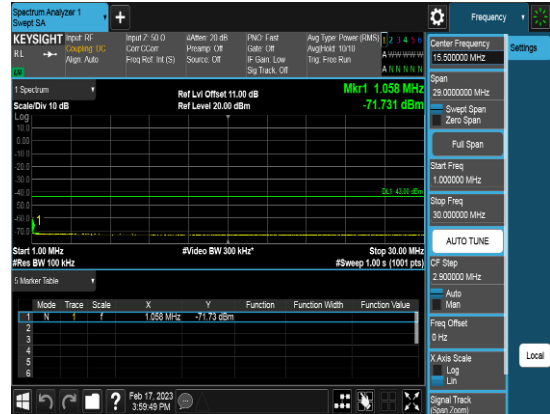 Spectrum Analyzer 1
Swept SA
Frequency
KEYSIGHT
RL
Input: RF
Coupling: DC
Align: Auto
Input Z: 50 Ω
Corr CCorr
Freq Ref: Int (S)
#Atten: 20 dB
Preamp: Off
Source: Off
PNO: Fast
Gate: Off
IF Gain: Low
Sig Track: Off
Avg Type: Power (RMS)
Avg|Hold: 10/10
Trig: Free Run
1 2 3 4 5 6
A W W W W W
A N N N N N
LNI
1 Spectrum
Scale/Div 10 dB
Ref Lvl Offset 11.00 dB
Ref Level 20.00 dBm
Mkr1 1.058 MHz
-71.731 dBm
Log
10.0
0.00
-10.0
-20.0
-30.0
-40.0
-50.0
-60.0
-70.0
DL1 -43.00 dBm
1
Start 1.00 MHz
#Res BW 100 kHz
#Video BW 300 kHz*
Stop 30.00 MHz
#Sweep 1.00 s (1001 pts)
5 Marker Table
Mode Trace Scale X Y Function Function Width Function Value
1 N 1 f 1.058 MHz -71.73 dBm
2
3
4
5
6
Feb 17, 2023
3:59:49 PM
Center Frequency
15.500000 MHz
Settings
Span
29.0000000 MHz
Swept Span
Zero Span
Full Span
Start Freq
1.000000 MHz
Stop Freq
30.000000 MHz
AUTO TUNE
CF Step
2.900000 MHz
Auto
Man
Freq Offset
0 Hz
X Axis Scale
Log
Lin
Local
Signal Track
(Span Zoom)